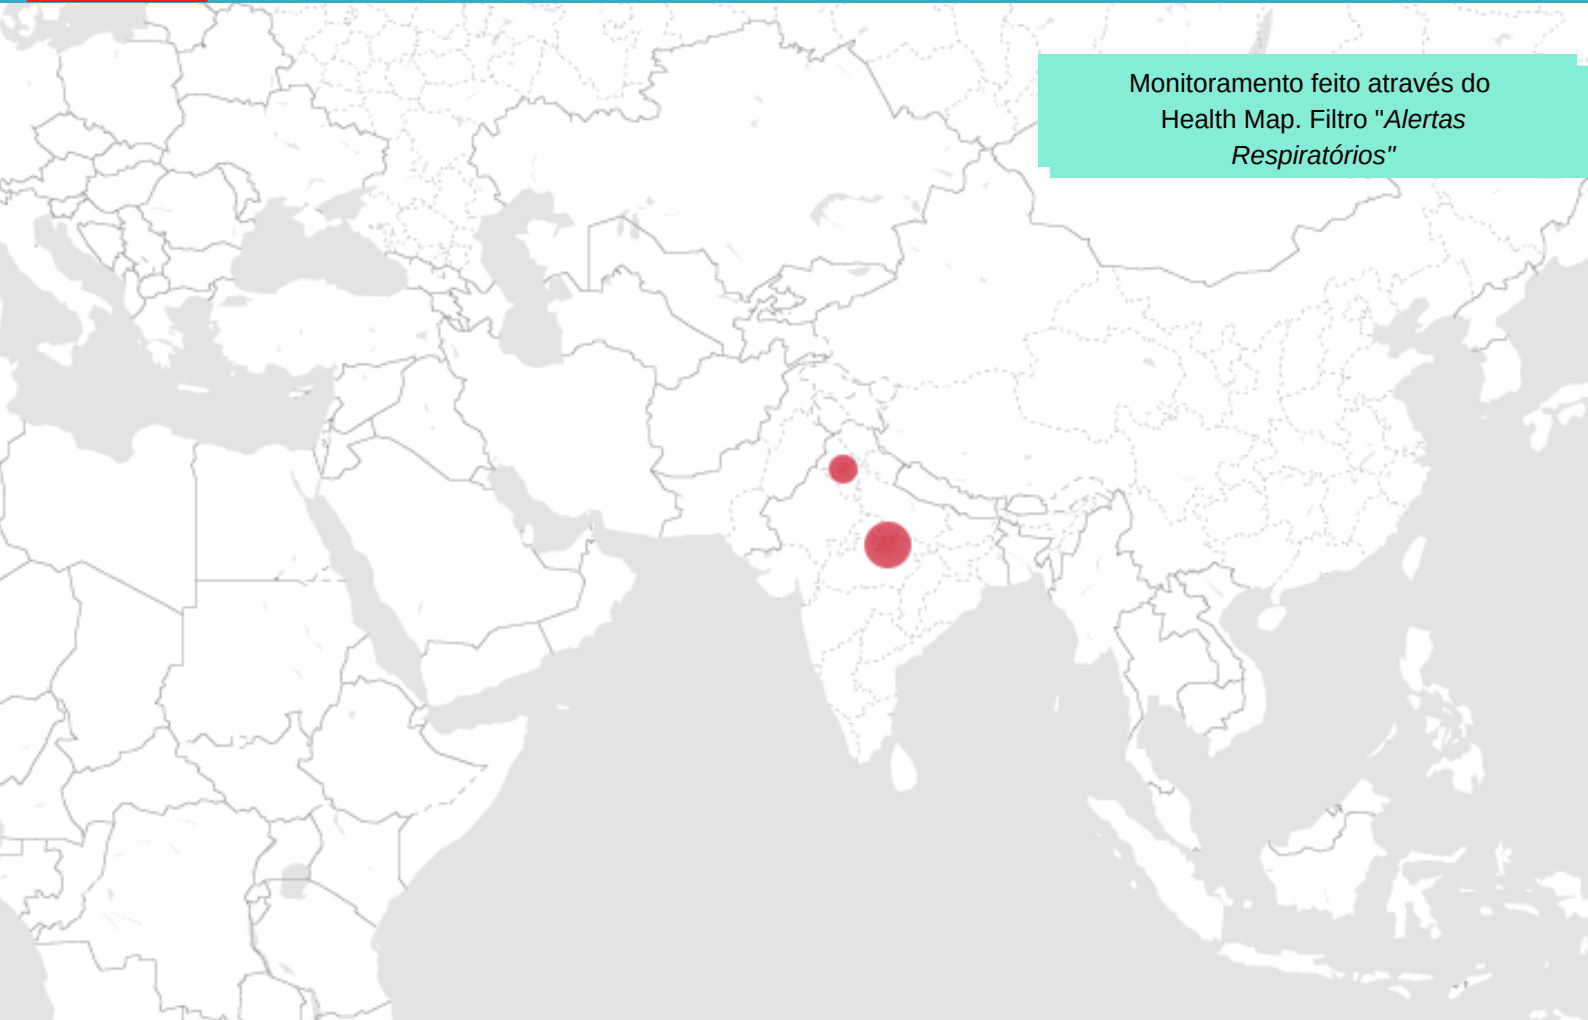 Monitoramento feito através do
Health Map. Filtro "Alertas
Respiratórios"